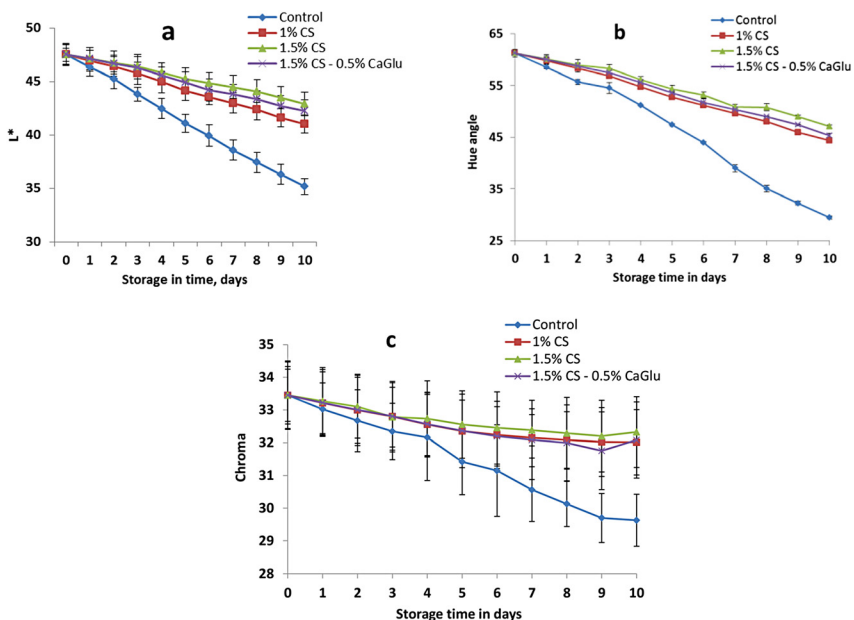 a
Control
1% CS
1.5% CS
1.5% CS - 0.5% CaGlu
50
45
40
35
30
L*
0 1 2 3 4 5 6 7 8 9 10
Storage in time, days
b
Control
1% CS
1.5% CS
1.5% CS - 0.5% CaGlu
65
55
45
35
25
Hue angle
0 1 2 3 4 5 6 7 8 9 10
Storage time in days
c
Control
1% CS
1.5% CS
1.5% CS - 0.5% CaGlu
35
34
33
32
31
30
29
28
Chroma
0 1 2 3 4 5 6 7 8 9 10
Storage time in days